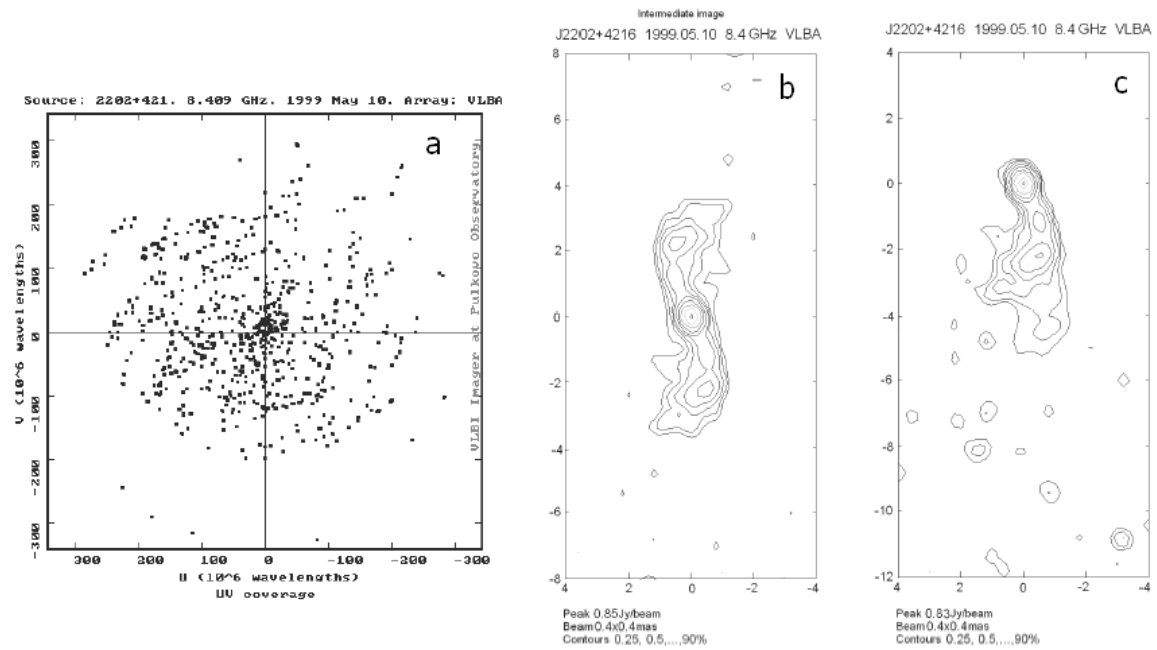 Source: 2202+421. 8.409 GHz. 1999 May 10. Array: VLBA
a
V (10^6 wavelengths)
300
200
100
0
-100
-200
-300
300 200 100 0 -100 -200 -300
U (10^6 wavelengths)
UV coverage
VLBI Imager at Pulkovo Observatory
Intermediate image
J2202+4216 1999.05.10 8.4 GHz VLBA
b
8
6
4
2
0
-2
-4
-6
-8
4 2 0 -2 -4
Peak 0.85Jy/beam
Beam0.4x0.4mas
Contours 0.25, 0.5,...,90%
J2202+4216 1999.05.10 8.4 GHz VLBA
c
4
2
0
-2
-4
-6
-8
-10
-12
4 2 0 -2 -4
Peak 0.83Jy/beam
Beam0.4x0.4mas
Contours 0.25, 0.5,...,90%